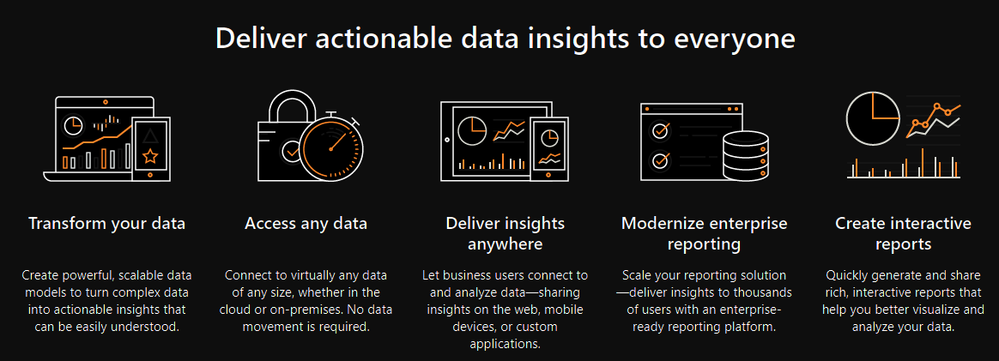 Deliver actionable data insights to everyone
Transform your data
Create powerful, scalable data
models to turn complex data
into actionable insights that
can be easily understood.
Access any data
Connect to virtually any data
of any size, whether in the
cloud or on-premises. No data
movement is required.
Deliver insights
anywhere
Let business users connect to
and analyze data—sharing
insights on the web, mobile
devices, or custom
applications.
Modernize enterprise
reporting
Scale your reporting solution
—deliver insights to thousands
of users with an enterprise-
ready reporting platform.
Create interactive
reports
Quickly generate and share
rich, interactive reports that
help you better visualize and
analyze your data.